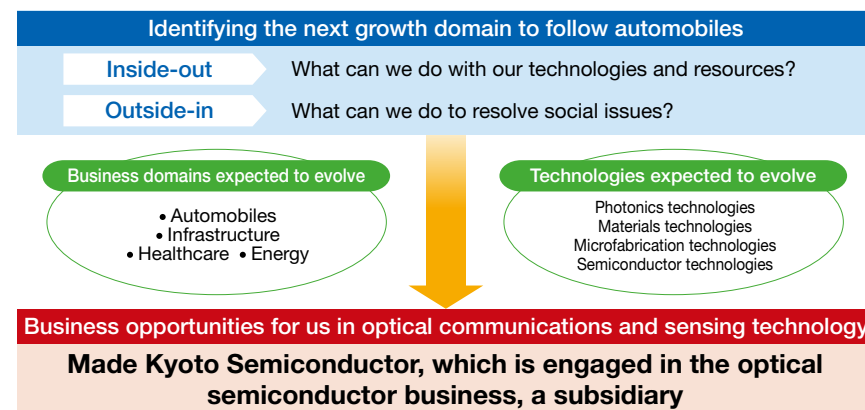 Identifying the next growth domain to follow automobiles
Inside-out What can we do with our technologies and resources?
Outside-in What can we do to resolve social issues?
Business domains expected to evolve
• Automobiles
• Infrastructure
• Healthcare • Energy
Technologies expected to evolve
Photonics technologies
Materials technologies
Microfabrication technologies
Semiconductor technologies
Business opportunities for us in optical communications and sensing technology
Made Kyoto Semiconductor, which is engaged in the optical
semiconductor business, a subsidiary